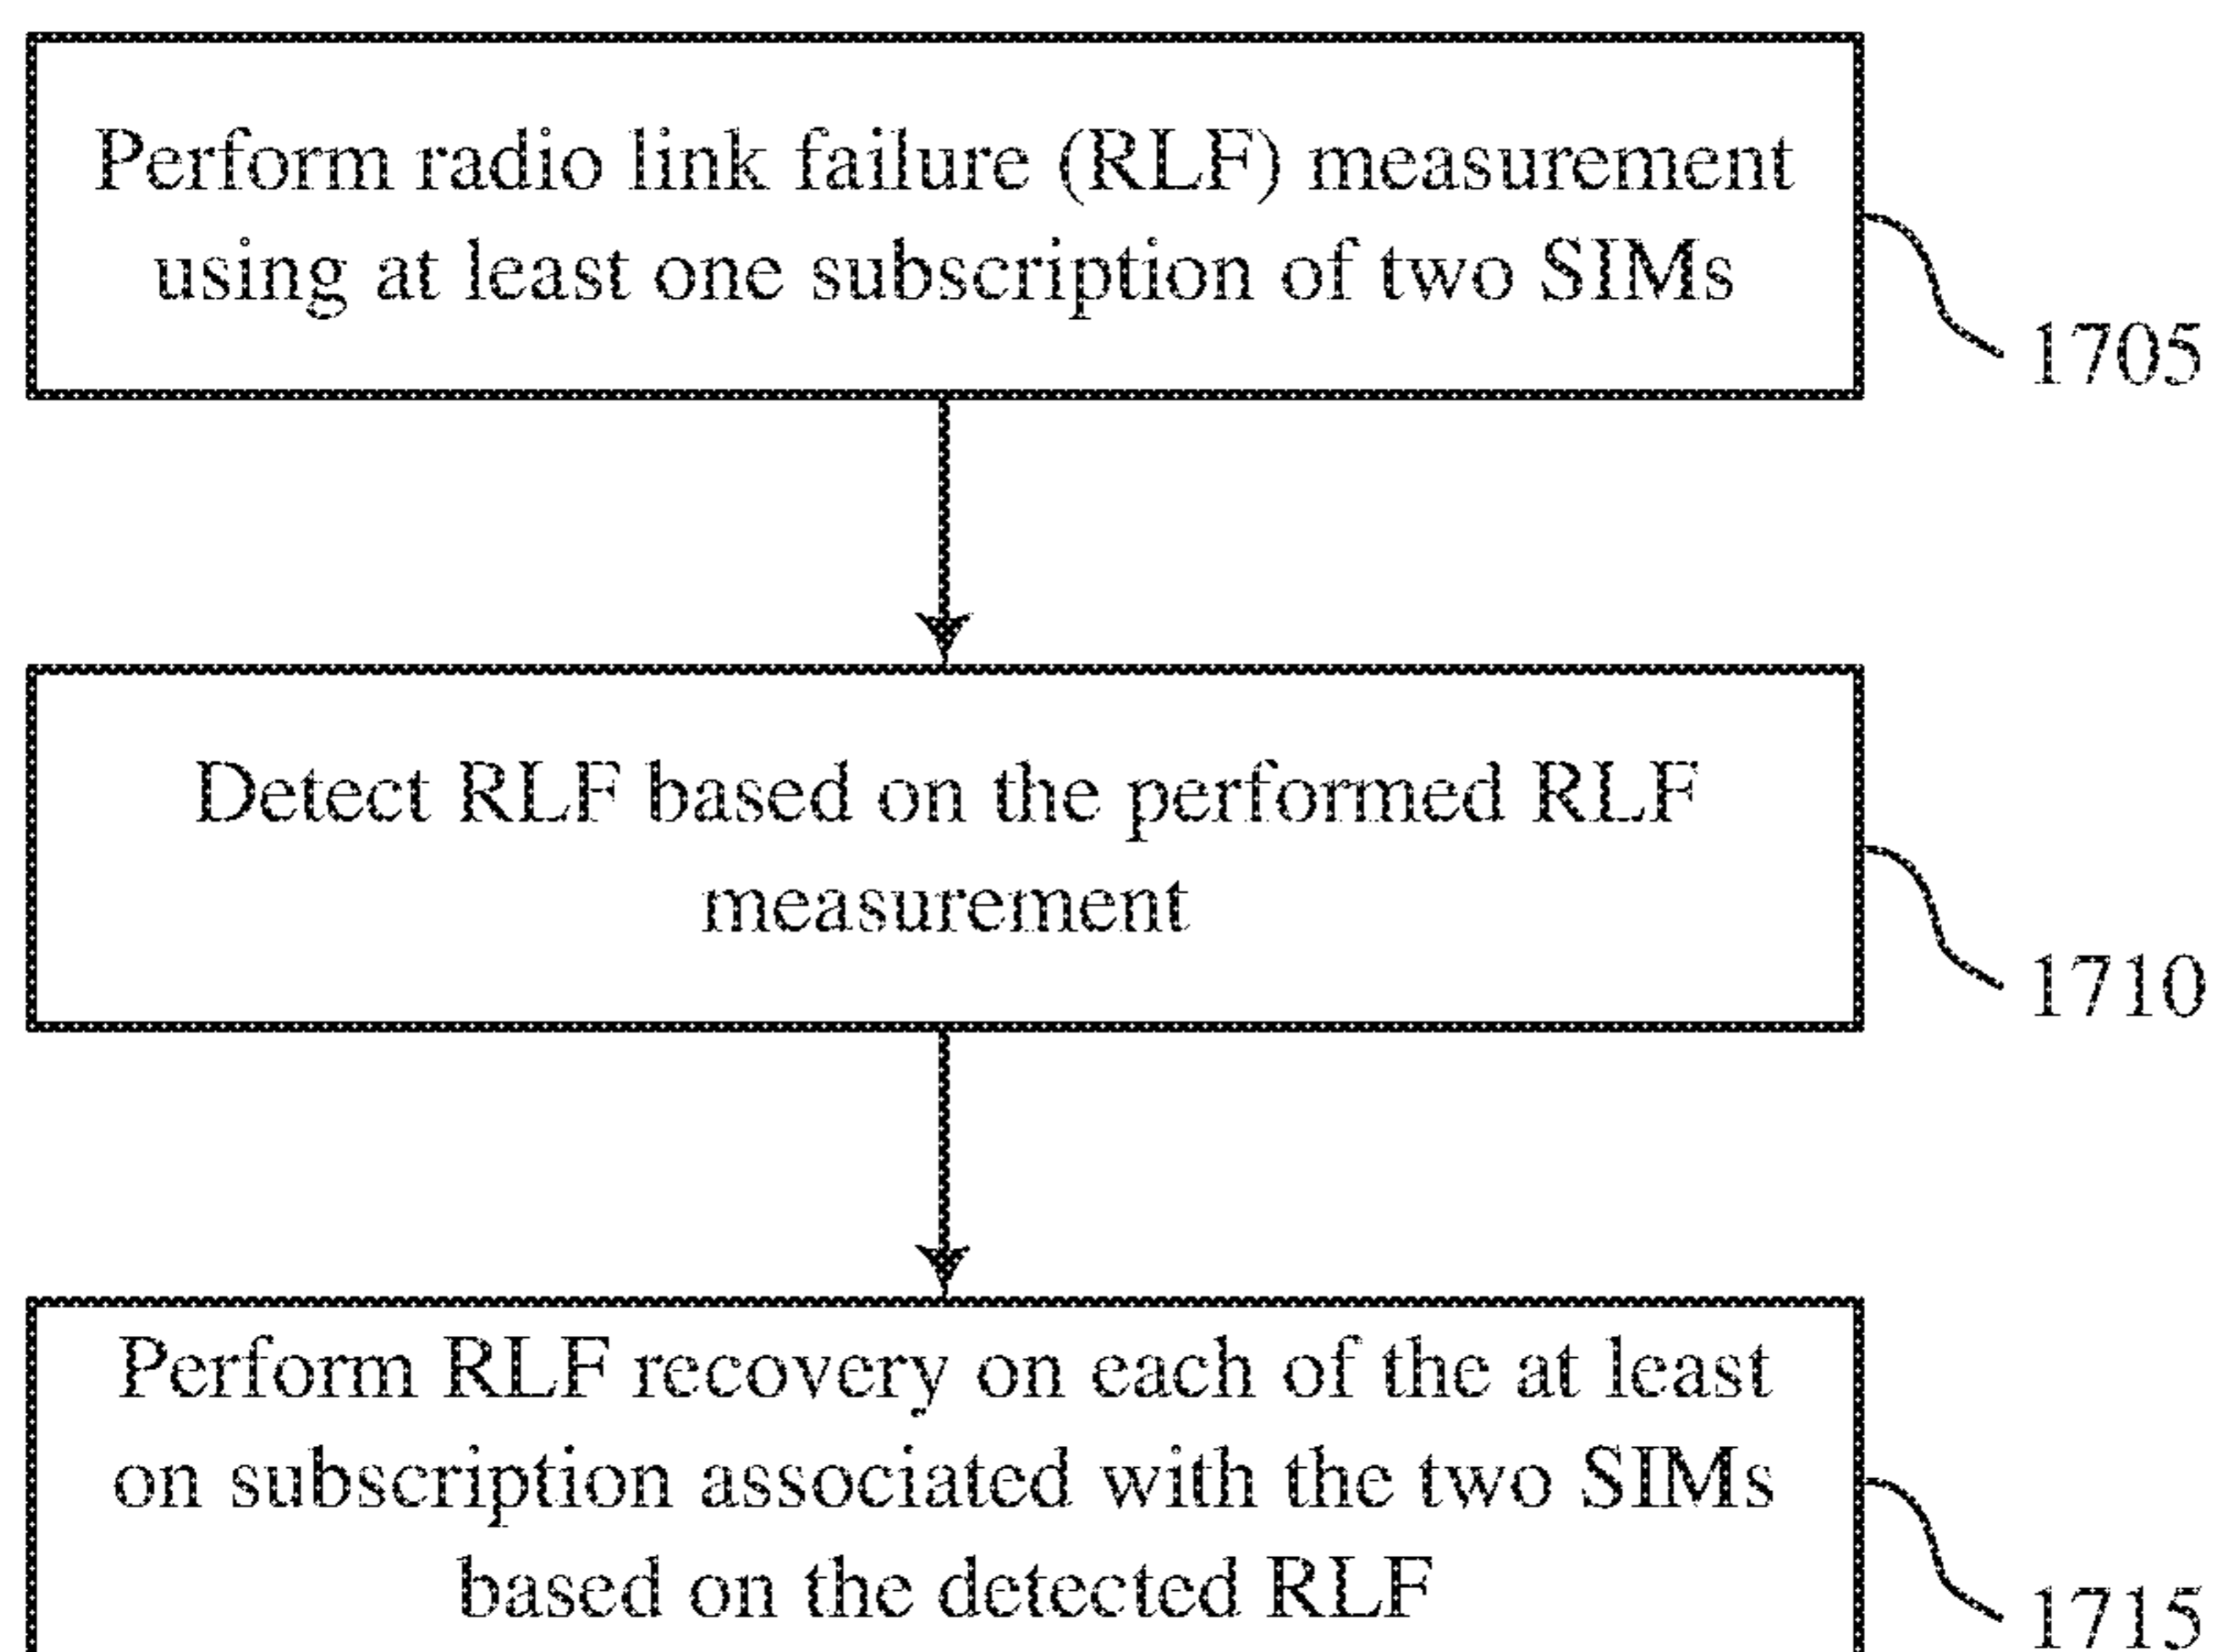 Perform radio link failure (RLF) measurement
using at least one subscription of two SIMs
1705
Detect RLF based on the performed RLF
measurement
1710
Perform RLF recovery on each of the at least
on subscription associated with the two SIMs
based on the detected RLF
1715